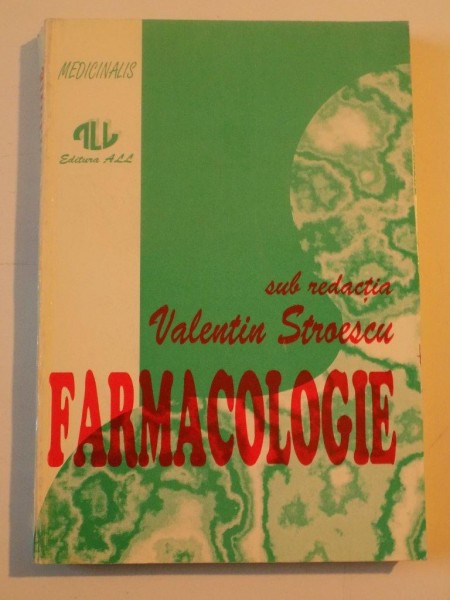 MEDICINALIS
ALL
Editura ALL
sub redacția
Valentin Stroescu
FARMACOLOGIE